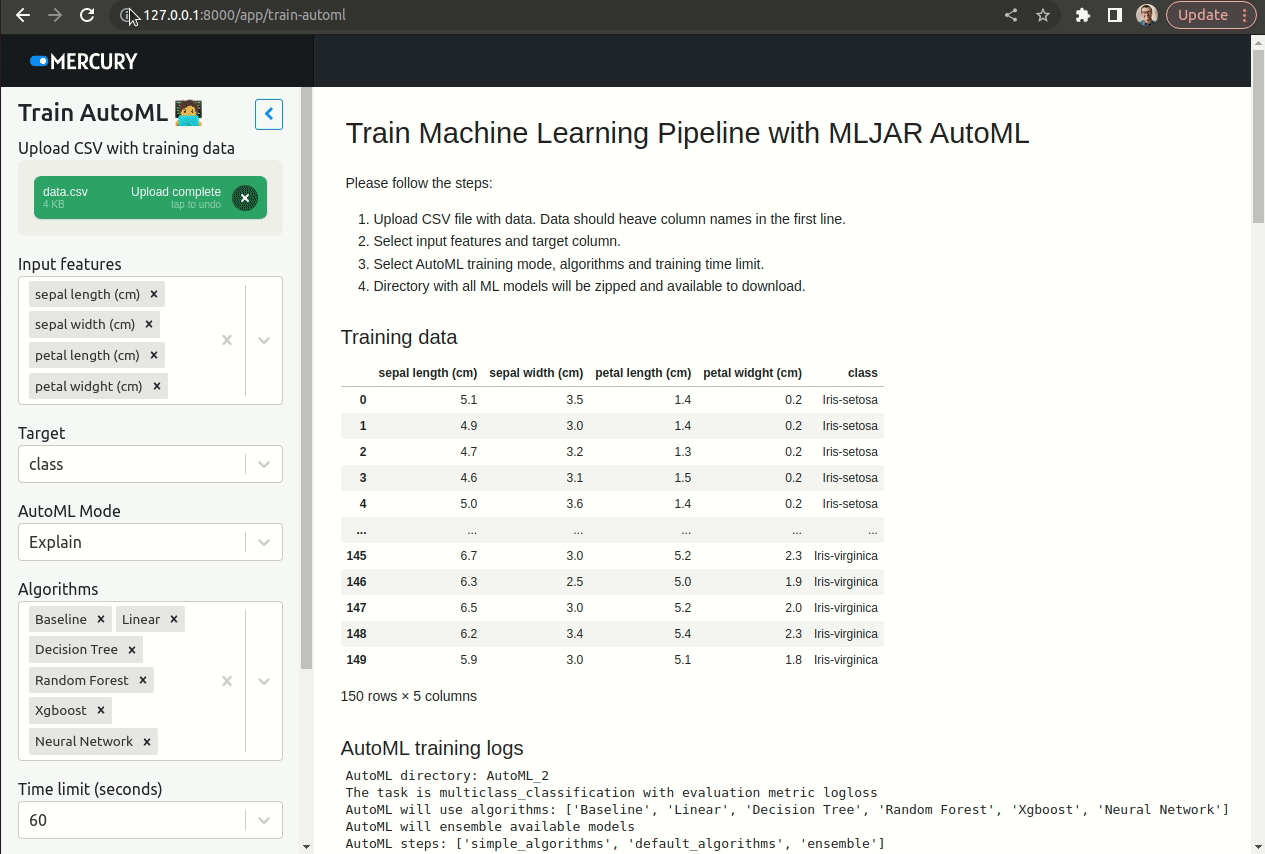 127.0.0.1:8000/app/train-automl
Update
MERCURY
Train AutoML
Upload CSV with training data
data.csv Upload complete
4 KB tap to undo
Input features
sepal length (cm)
sepal width (cm)
petal length (cm)
petal widght (cm)
Target
class
AutoML Mode
Explain
Algorithms
Baseline Linear
Decision Tree
Random Forest
Xgboost
Neural Network
Time limit (seconds)
60
Train Machine Learning Pipeline with MLJAR AutoML
Please follow the steps:
1. Upload CSV file with data. Data should heave column names in the first line.
2. Select input features and target column.
3. Select AutoML training mode, algorithms and training time limit.
4. Directory with all ML models will be zipped and available to download.
Training data
sepal length (cm) sepal width (cm) petal length (cm) petal widght (cm) class
0 5.1 3.5 1.4 0.2 Iris-setosa
1 4.9 3.0 1.4 0.2 Iris-setosa
2 4.7 3.2 1.3 0.2 Iris-setosa
3 4.6 3.1 1.5 0.2 Iris-setosa
4 5.0 3.6 1.4 0.2 Iris-setosa
... ... ... ... ... ...
145 6.7 3.0 5.2 2.3 Iris-virginica
146 6.3 2.5 5.0 1.9 Iris-virginica
147 6.5 3.0 5.2 2.0 Iris-virginica
148 6.2 3.4 5.4 2.3 Iris-virginica
149 5.9 3.0 5.1 1.8 Iris-virginica
150 rows × 5 columns
AutoML training logs
AutoML directory: AutoML_2
The task is multiclass_classification with evaluation metric logloss
AutoML will use algorithms: ['Baseline', 'Linear', 'Decision Tree', 'Random Forest', 'Xgboost', 'Neural Network']
AutoML will ensemble available models
AutoML steps: ['simple_algorithms', 'default_algorithms', 'ensemble']